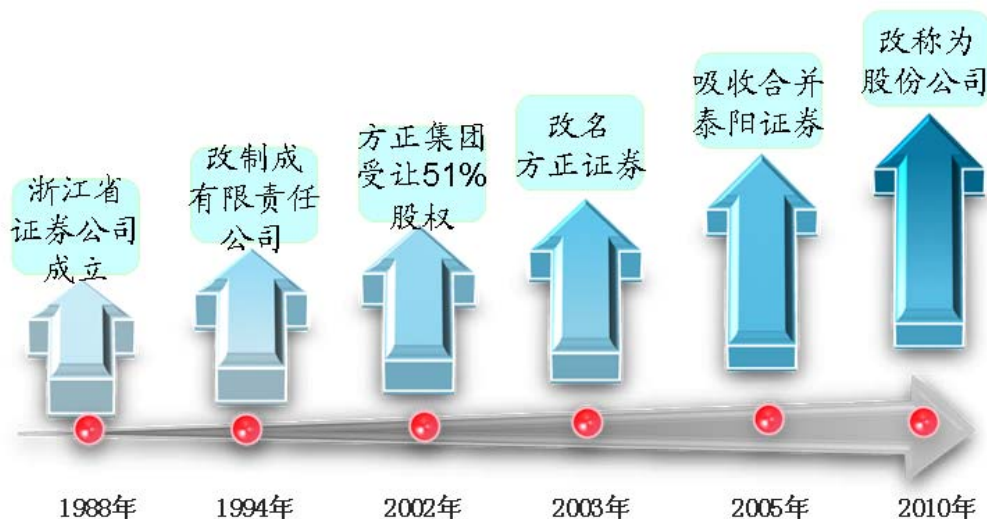 浙江省
证券公司
成立
改制成
有限责任
公司
方正集团
受让51%
股权
改名
方正证券
吸收合并
泰阳证券
改称为
股份公司
1988年
1994年
2002年
2003年
2005年
2010年